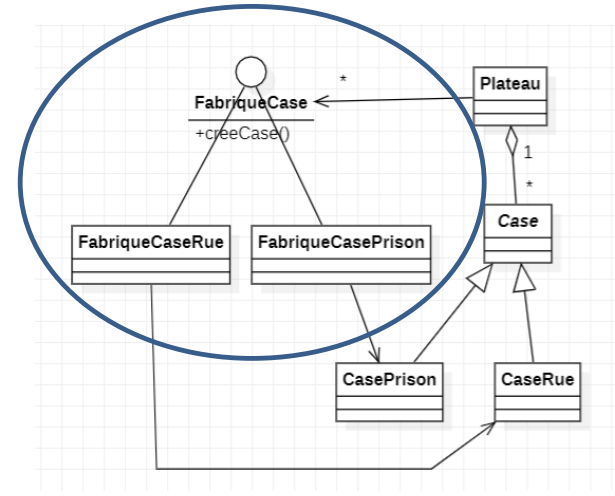 *
Plateau
FabriqueCase
+creeCase()
1
*
Case
FabriqueCaseRue
FabriqueCasePrison
CasePrison
CaseRue